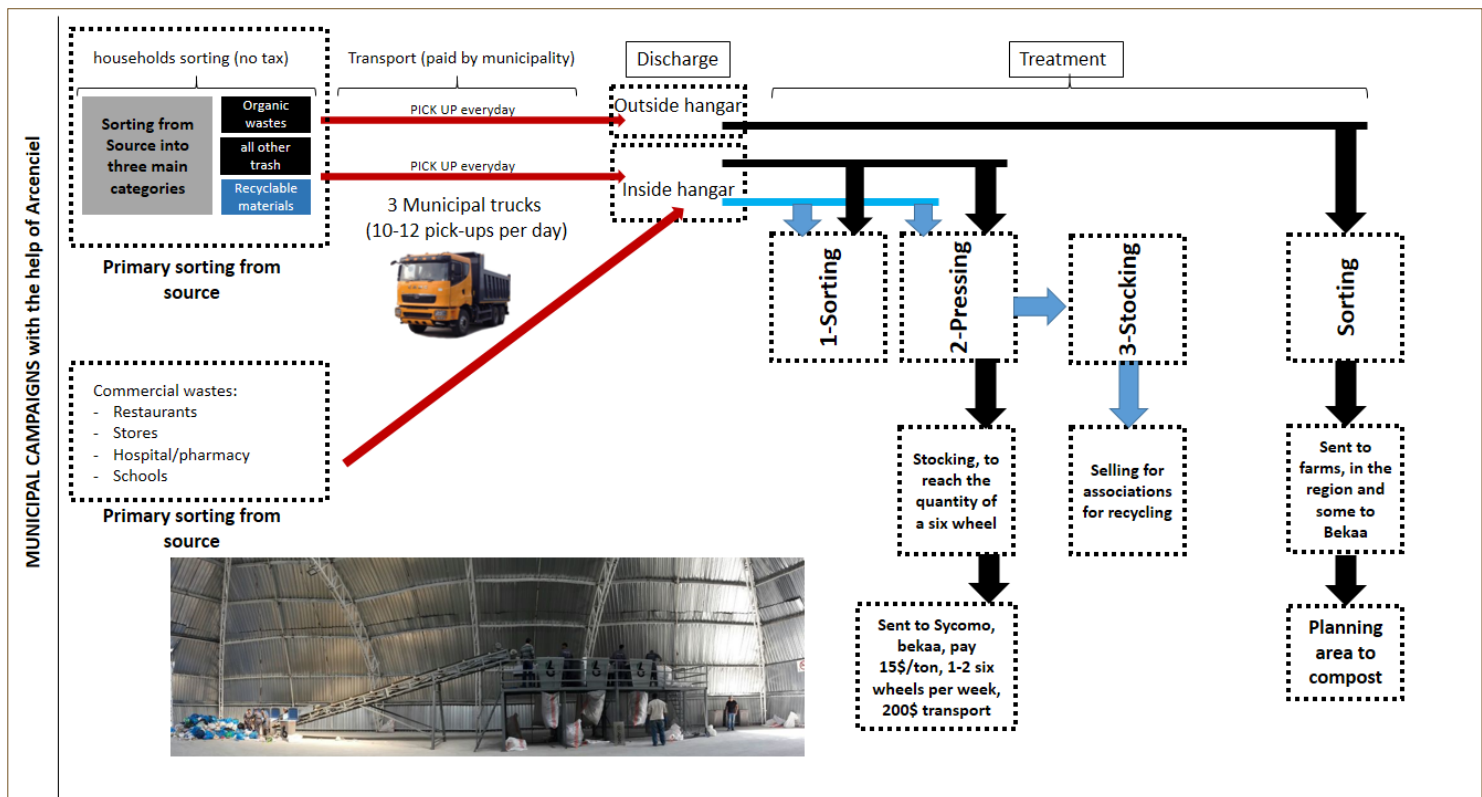 MUNICIPAL CAMPAIGNS with the help of Arcenciel
households sorting (no tax)
Transport (paid by municipality)
Discharge
Treatment
Sorting from
Source into
three main
categories
Organic
wastes
all other
trash
Recyclable
materials
Primary sorting from
source
PICK UP everyday
PICK UP everyday
3 Municipal trucks
(10-12 pick-ups per day)
Outside hangar
Inside hangar
1-Sorting
2-Pressing
3-Stocking
Sorting
Commercial wastes:
- Restaurants
- Stores
- Hospital/pharmacy
- Schools
Primary sorting from
source
Stocking, to
reach the
quantity of
a six wheel
Selling for
associations
for recycling
Sent to
farms, in the
region and
some to
Bekaa
Sent to Sycomo,
bekaa, pay
15$/ton, 1-2 six
wheels per week,
200$ transport
Planning
area to
compost